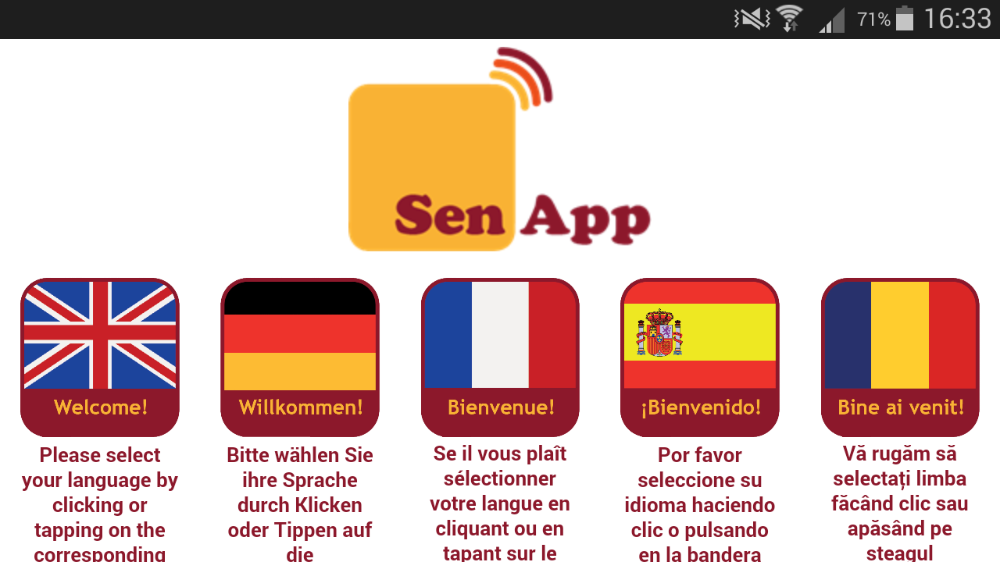 71% 16:33
Sen App
Welcome!
Please select
your language by
clicking or
tapping on the
corresponding
Willkommen!
Bitte wählen Sie
ihre Sprache
durch Klicken
oder Tippen auf
die
Bienvenue!
Se il vous plaît
sélectionner
votre langue en
cliquant ou en
tapant sur le
¡Bienvenido!
Por favor
seleccione su
idioma haciendo
clic o pulsando
en la bandera
Bine ai venit!
Vă rugăm să
selectați limba
făcând clic sau
apăsând pe
steagul